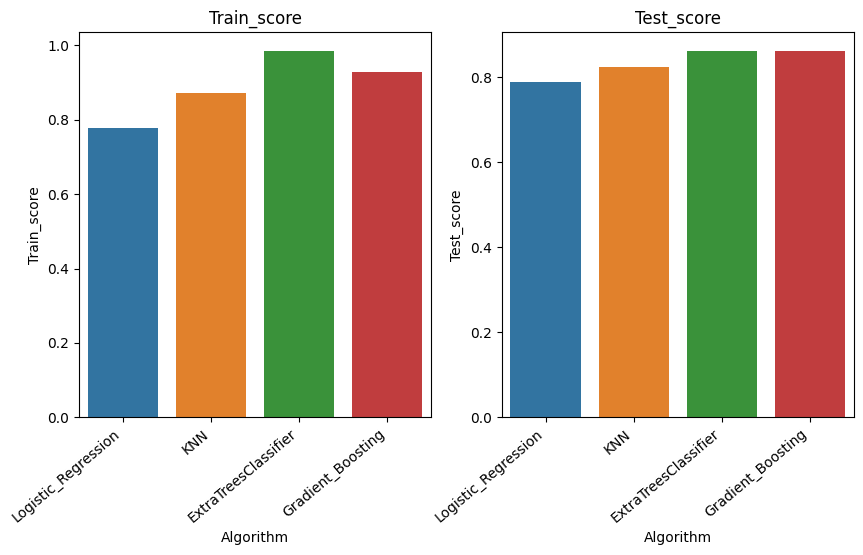 Train_score
1.0
0.8
0.6
0.4
0.2
0.0
Train_score
Logistic_Regression
KNN
ExtraTreesClassifier
Gradient_Boosting
Algorithm
Test_score
0.8
0.6
0.4
0.2
0.0
Test_score
Logistic_Regression
KNN
ExtraTreesClassifier
Gradient_Boosting
Algorithm